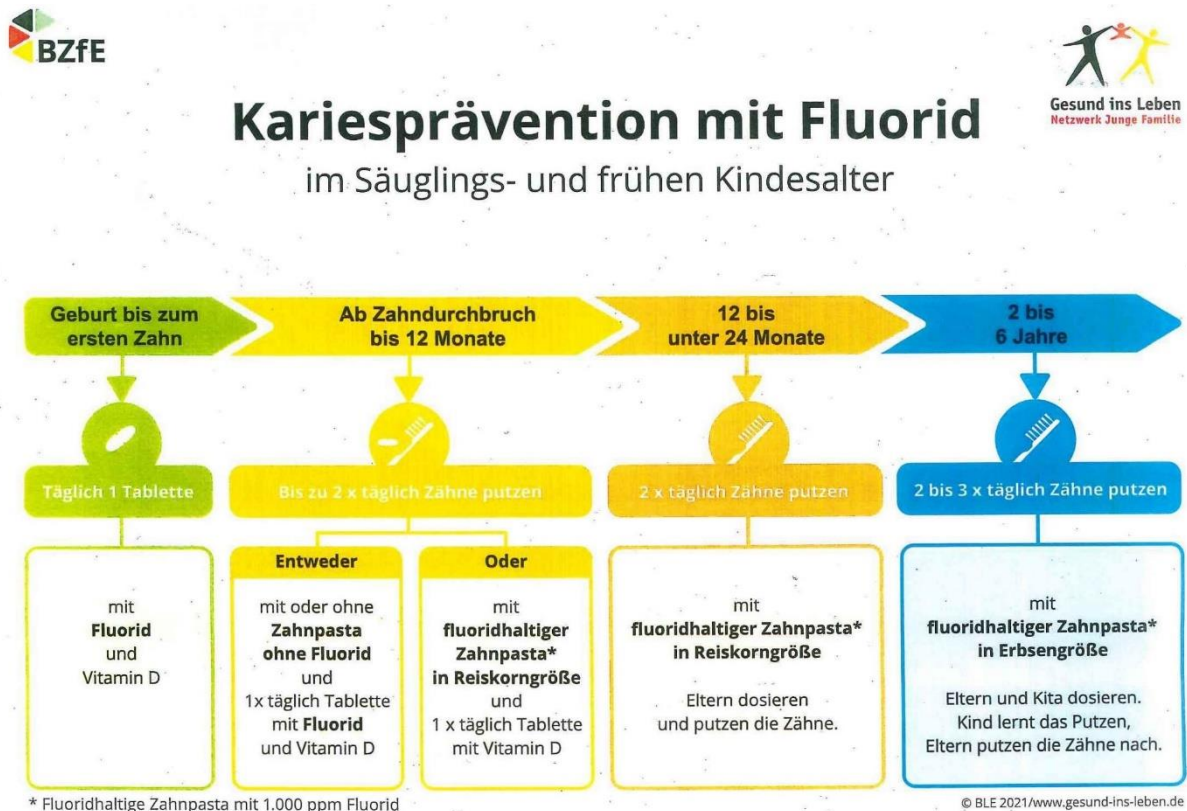 BZfE
Gesund ins Leben
Netzwerk Junge Familie
Kariesprävention mit Fluorid
im Säuglings- und frühen Kindesalter
Geburt bis zum
ersten Zahn
Täglich 1 Tablette
mit
Fluorid
und
Vitamin D
Ab Zahndurchbruch
bis 12 Monate
Bis zu 2 x täglich Zähne putzen
Entweder
mit oder ohne
Zahnpasta
ohne Fluorid
und
1x täglich Tablette
mit Fluorid
und Vitamin D
Oder
mit
fluoridhaltiger
Zahnpasta*
in Reiskorngröße
und
1 x täglich Tablette
mit Vitamin D
12 bis
unter 24 Monate
2 x täglich Zähne putzen
mit
fluoridhaltiger Zahnpasta*
in Reiskorngröße
Eltern dosieren
und putzen die Zähne.
2 bis
6 Jahre
2 bis 3 x täglich Zähne putzen
mit
fluoridhaltiger Zahnpasta*
in Erbsengröße
Eltern und Kita dosieren.
Kind lernt das Putzen,
Eltern putzen die Zähne nach.
* Fluoridhaltige Zahnpasta mit 1.000 ppm Fluorid
© BLE 2021/www.gesund-ins-leben.de